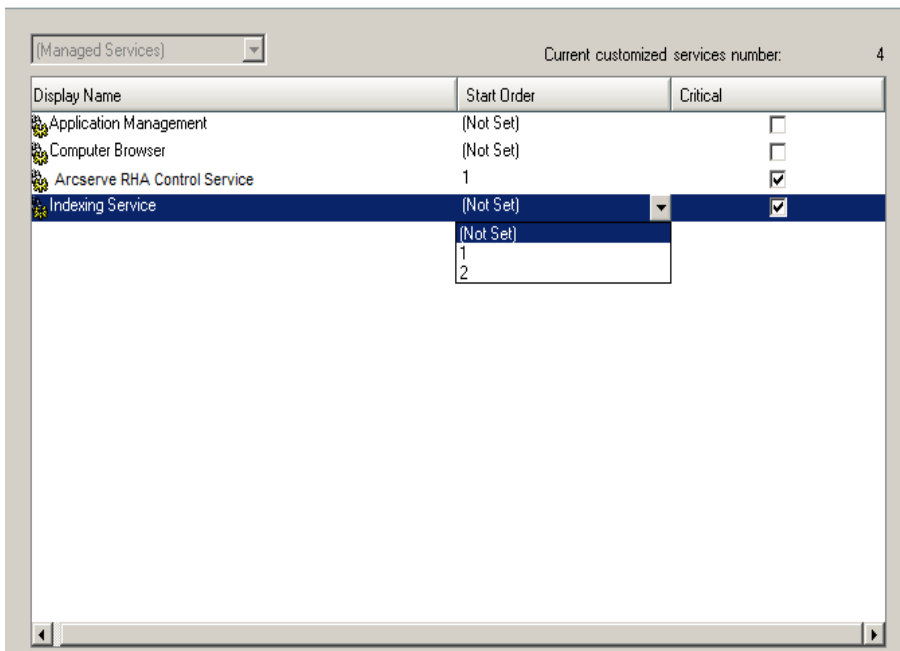 (Managed Services) Current customized services number: 4
Display Name Start Order Critical
Application Management (Not Set)
Computer Browser (Not Set)
Arcserve RHA Control Service 1
Indexing Service (Not Set)
(Not Set)
1
2